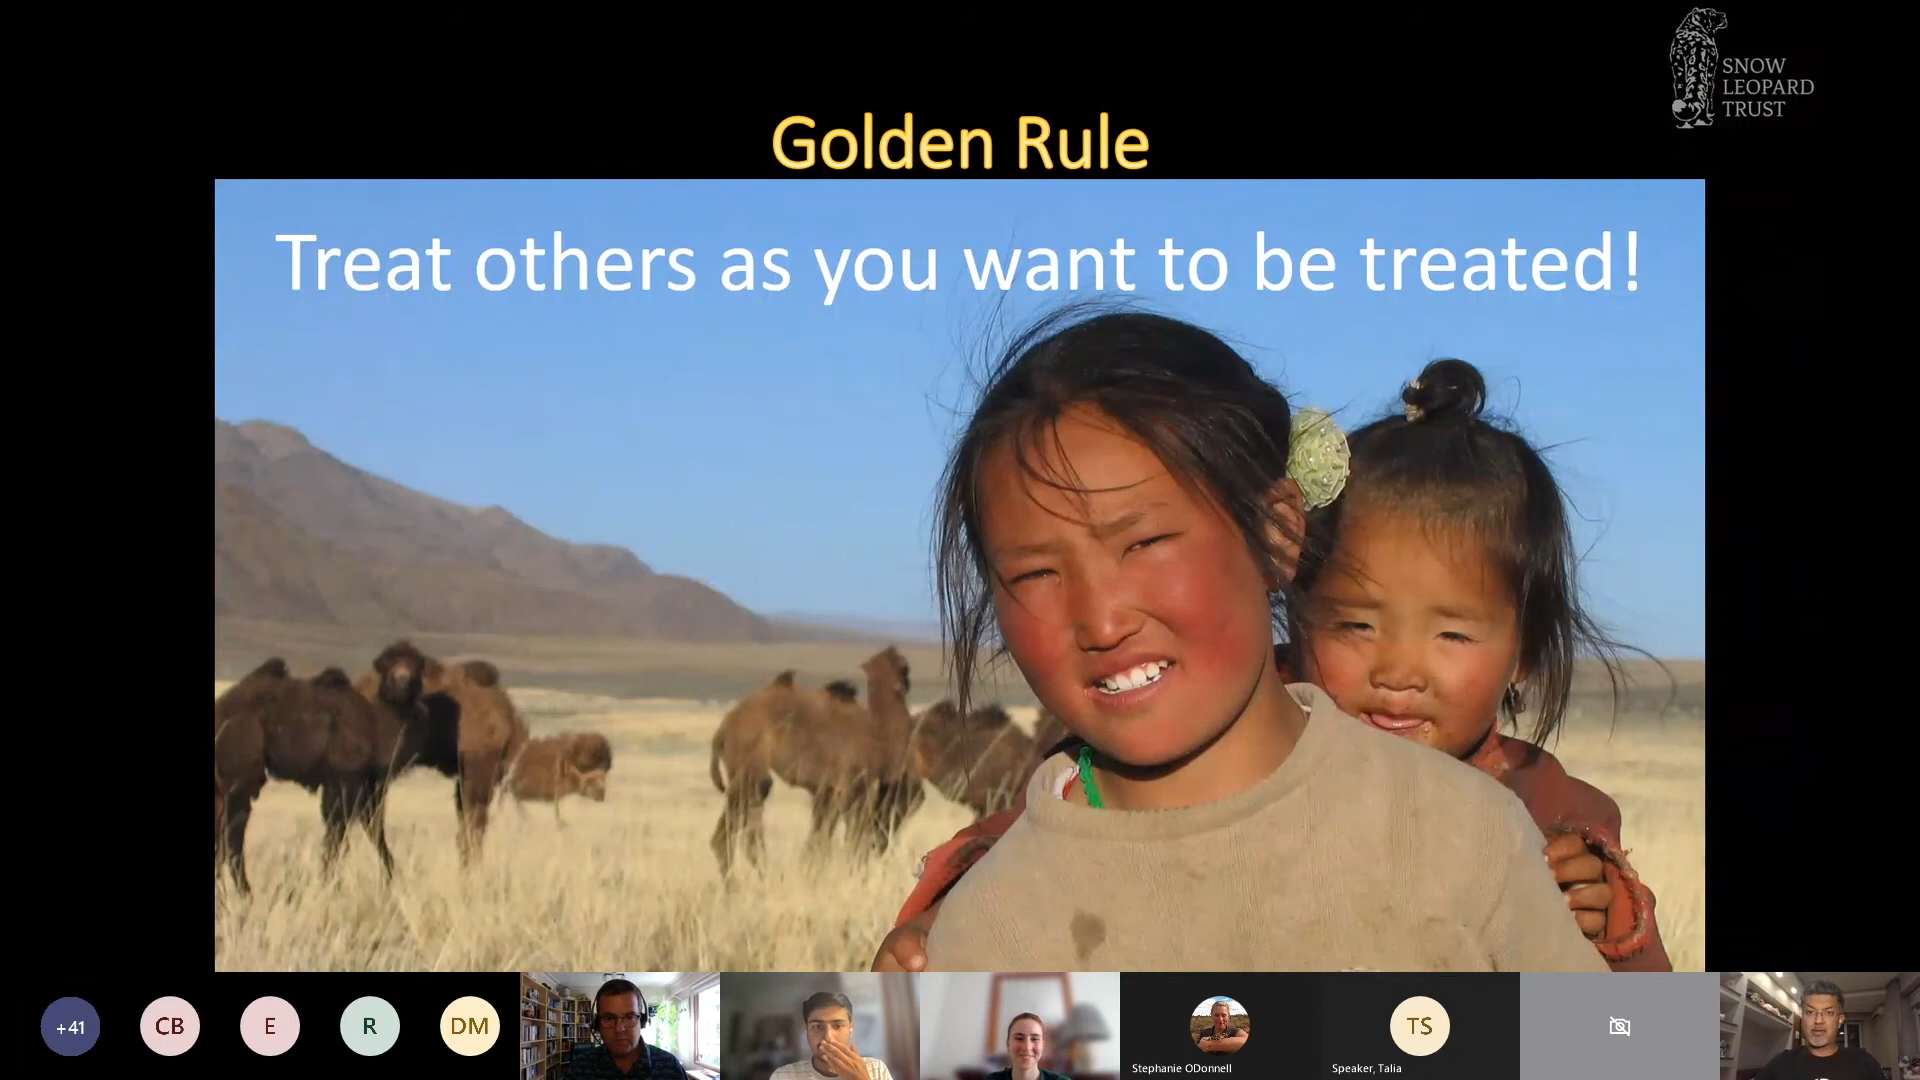 SNOW
LEOPARD
TRUST
Golden Rule
Treat others as you want to be treated!
+41
CB
E
R
DM
Stephanie ODonnell
TS
Speaker, Talia